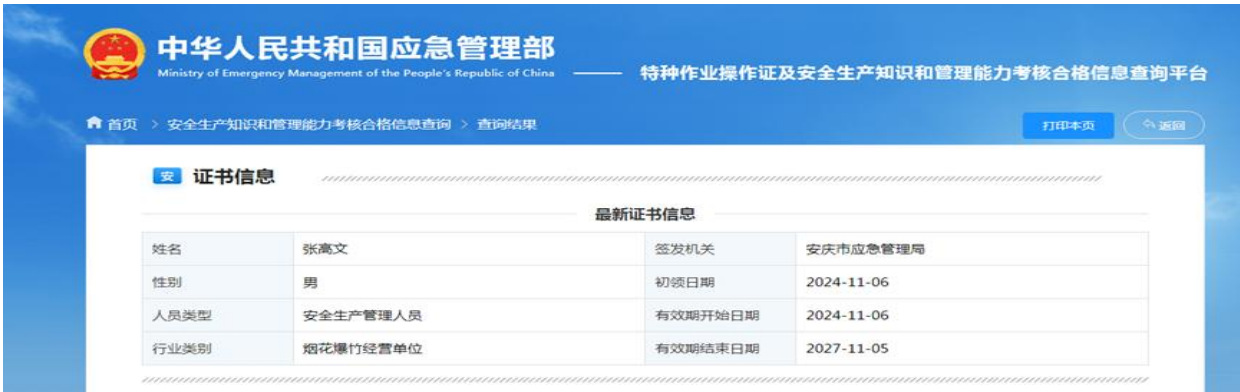 中华人民共和国应急管理部
Ministry of Emergency Management of the People's Republic of China
特种作业操作证及安全生产知识和管理能力考核合格信息查询平台
首页 > 安全生产知识和管理能力考核合格信息查询 > 查询结果
打印本页 返回
安 证书信息
最新证书信息
姓名 张高文 签发机关 安庆市应急管理局
性别 男 初领日期 2024-11-06
人员类型 安全生产管理人员 有效期开始日期 2024-11-06
行业类别 烟花爆竹经营单位 有效期结束日期 2027-11-05